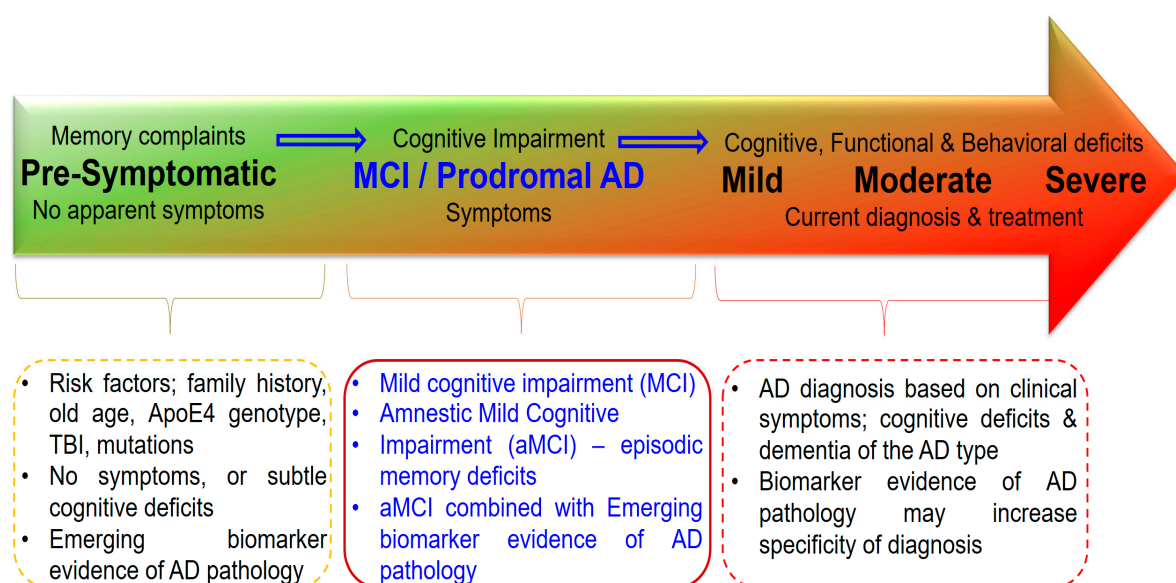 Memory complaints
Pre-Symptomatic
No apparent symptoms
Cognitive Impairment
MCI / Prodromal AD
Symptoms
Cognitive, Functional & Behavioral deficits
Mild Moderate Severe
Current diagnosis & treatment
• Risk factors; family history,
old age, ApoE4 genotype,
TBI, mutations
• No symptoms, or subtle
cognitive deficits
• Emerging biomarker
evidence of AD pathology
• Mild cognitive impairment (MCI)
• Amnestic Mild Cognitive
• Impairment (aMCI) – episodic
memory deficits
• aMCI combined with Emerging
biomarker evidence of AD
pathology
• AD diagnosis based on clinical
symptoms; cognitive deficits &
dementia of the AD type
• Biomarker evidence of AD
pathology may increase
specificity of diagnosis